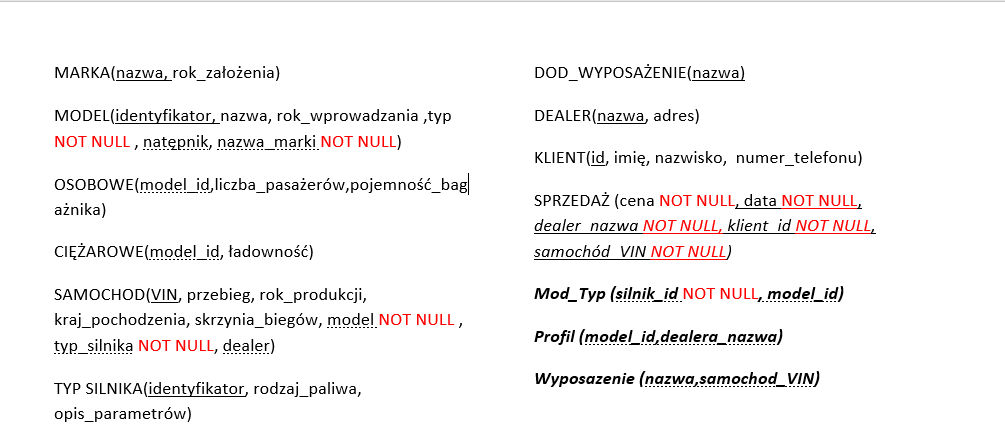 MARKA(nazwa, rok_założenia)
MODEL(identyfikator, nazwa, rok_wprowadzania ,typ
NOT NULL , natępnik, nazwa_marki NOT NULL)
OSOBOWE(model_id,liczba_pasażerów,pojemność_bag
ażnika)
CIĘŻAROWE(model_id, ładowność)
SAMOCHOD(VIN, przebieg, rok_produkcji,
kraj_pochodzenia, skrzynia_biegów, model NOT NULL ,
typ_silnika NOT NULL, dealer)
TYP SILNIKA(identyfikator, rodzaj_paliwa,
opis_parametrów)
DOD_WYPOSAŻENIE(nazwa)
DEALER(nazwa, adres)
KLIENT(id, imię, nazwisko, numer_telefonu)
SPRZEDAŻ (cena NOT NULL, data NOT NULL,
dealer_nazwa NOT NULL, klient_id NOT NULL,
samochód_VIN NOT NULL)
Mod_Typ (silnik_id NOT NULL, model_id)
Profil (model_id,dealera_nazwa)
Wyposazenie (nazwa,samochod_VIN)